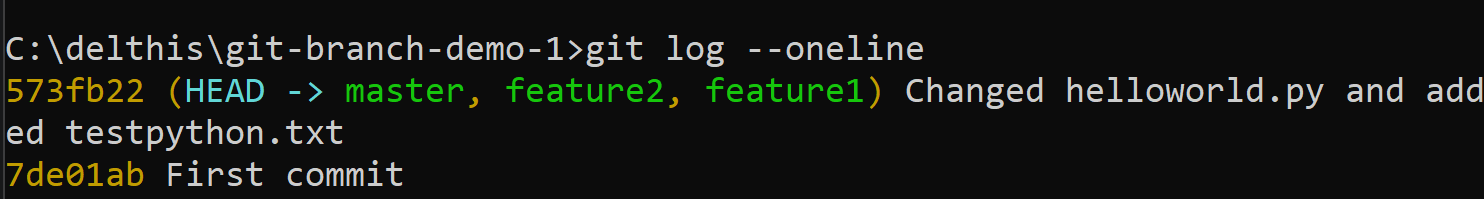 C:\delthis\git-branch-demo-1>git log --oneline
573fb22 (HEAD -> master, feature2, feature1) Changed helloworld.py and add
ed testpython.txt
7de01ab First commit